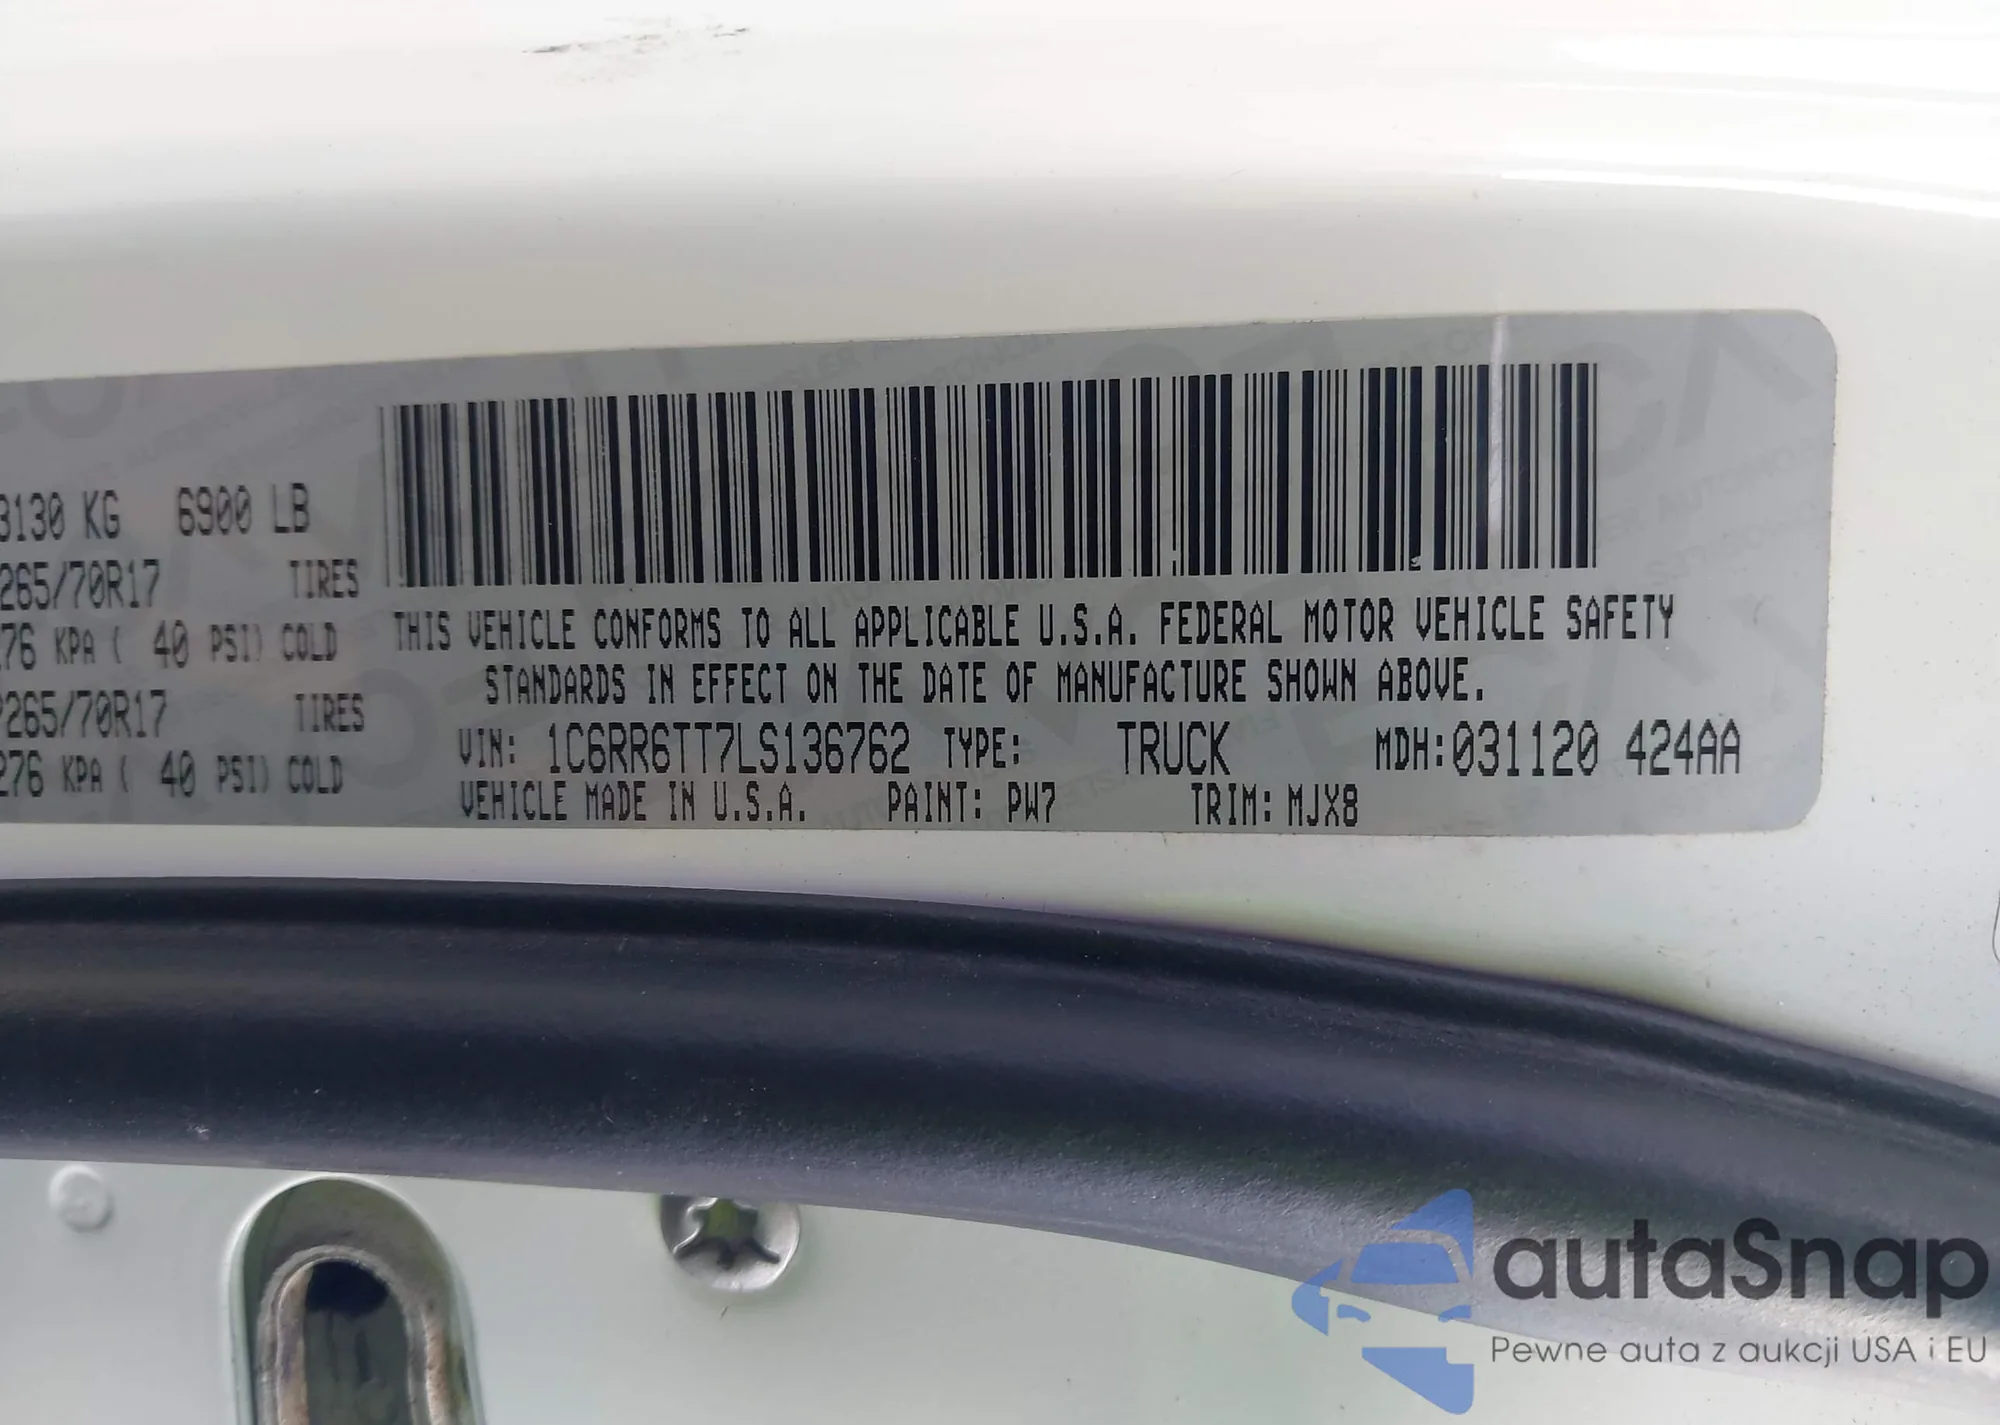 3130 KG 6900 LB
265/70R17 TIRES
276 KPA ( 40 PSI) COLD
P265/70R17 TIRES
276 KPA ( 40 PSI) COLD
THIS VEHICLE CONFORMS TO ALL APPLICABLE U.S.A. FEDERAL MOTOR VEHICLE SAFETY
STANDARDS IN EFFECT ON THE DATE OF MANUFACTURE SHOWN ABOVE.
VIN: 1C6RR6TT7LS136762 TYPE: TRUCK MDH:031120 424AA
VEHICLE MADE IN U.S.A. PAINT: PW7 TRIM: MJX8
autaSnap
Pewne auta z aukcji USA i EU